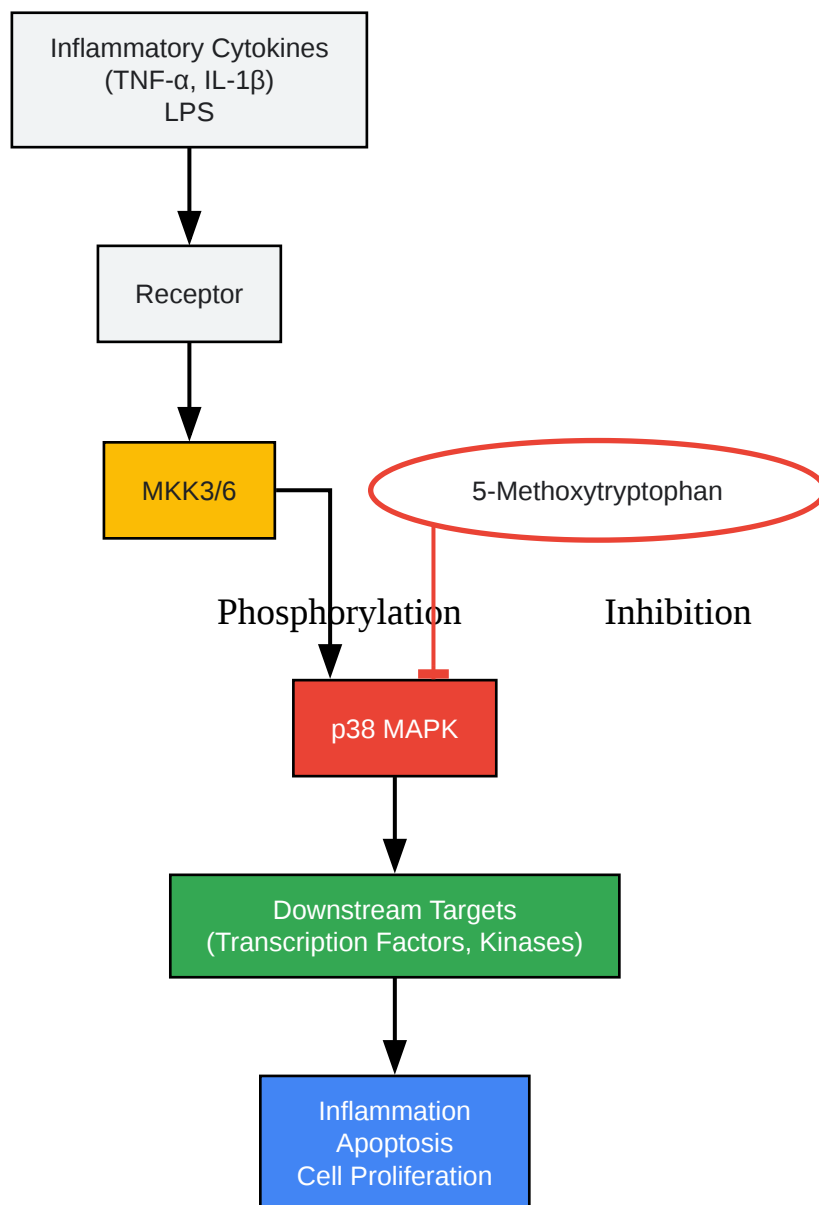 Inflammatory Cytokines
(TNF-α, IL-1β)
LPS
Receptor
MKK3/6
5-Methoxytryptophan
Phosphorylation
Inhibition
p38 MAPK
Downstream Targets
(Transcription Factors, Kinases)
Inflammation
Apoptosis
Cell Proliferation